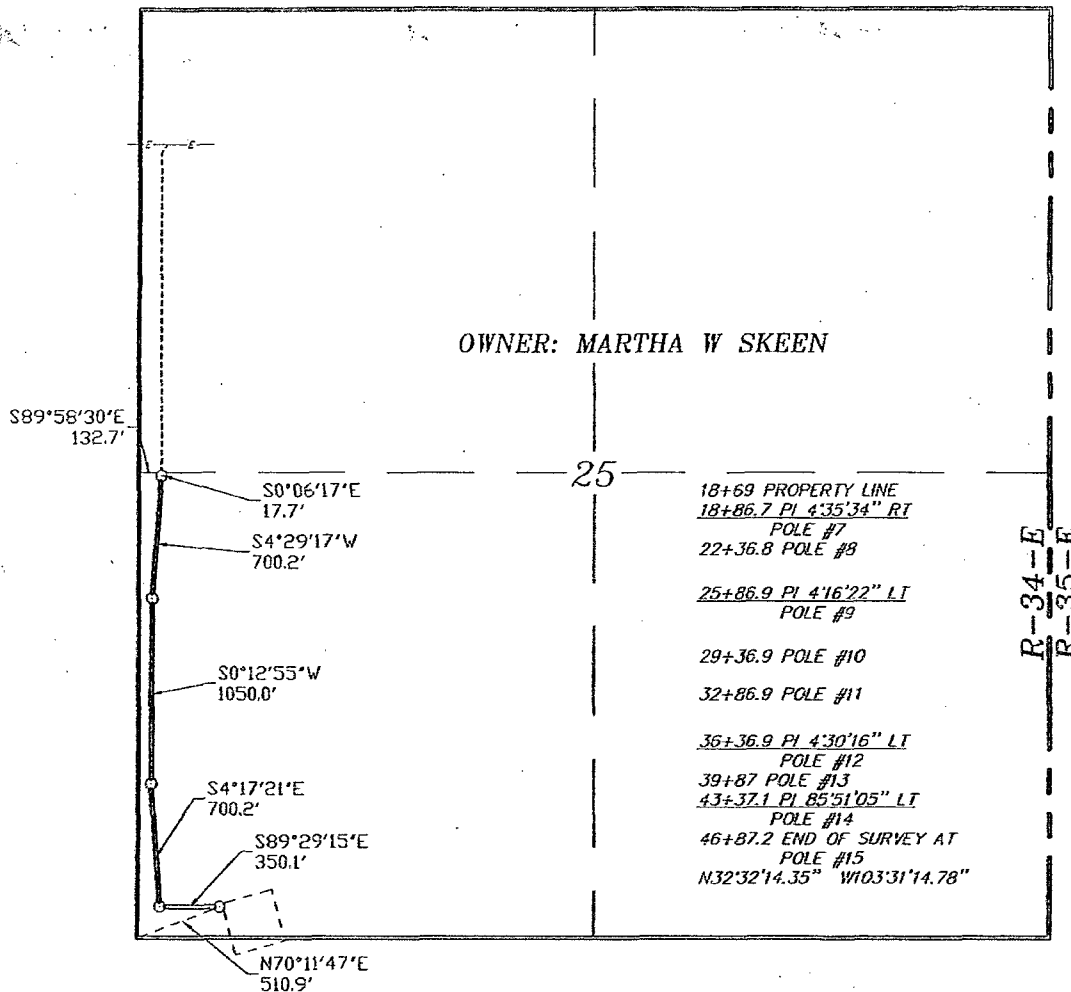 E E
OWNER: MARTHA W SKEEN
S89°58'30"E
132.7'
25
S0°06'17"E
17.7'
S4°29'17"W
700.2'
S0°12'55"W
1050.0'
S4°17'21"E
700.2'
S89°29'15"E
350.1'
N70°11'47"E
510.9'
18+69 PROPERTY LINE
18+86.7 PI 4°35'34" RT
POLE #7
22+36.8 POLE #8
25+86.9 PI 4°16'22" LT
POLE #9
29+36.9 POLE #10
32+86.9 POLE #11
36+36.9 PI 4°30'16" LT
POLE #12
39+87 POLE #13
43+37.1 PI 85°51'05" LT
POLE #14
46+87.2 END OF SURVEY AT
POLE #15
N32°32'14.35" W103°31'14.78"
R-34-E
R-35-E